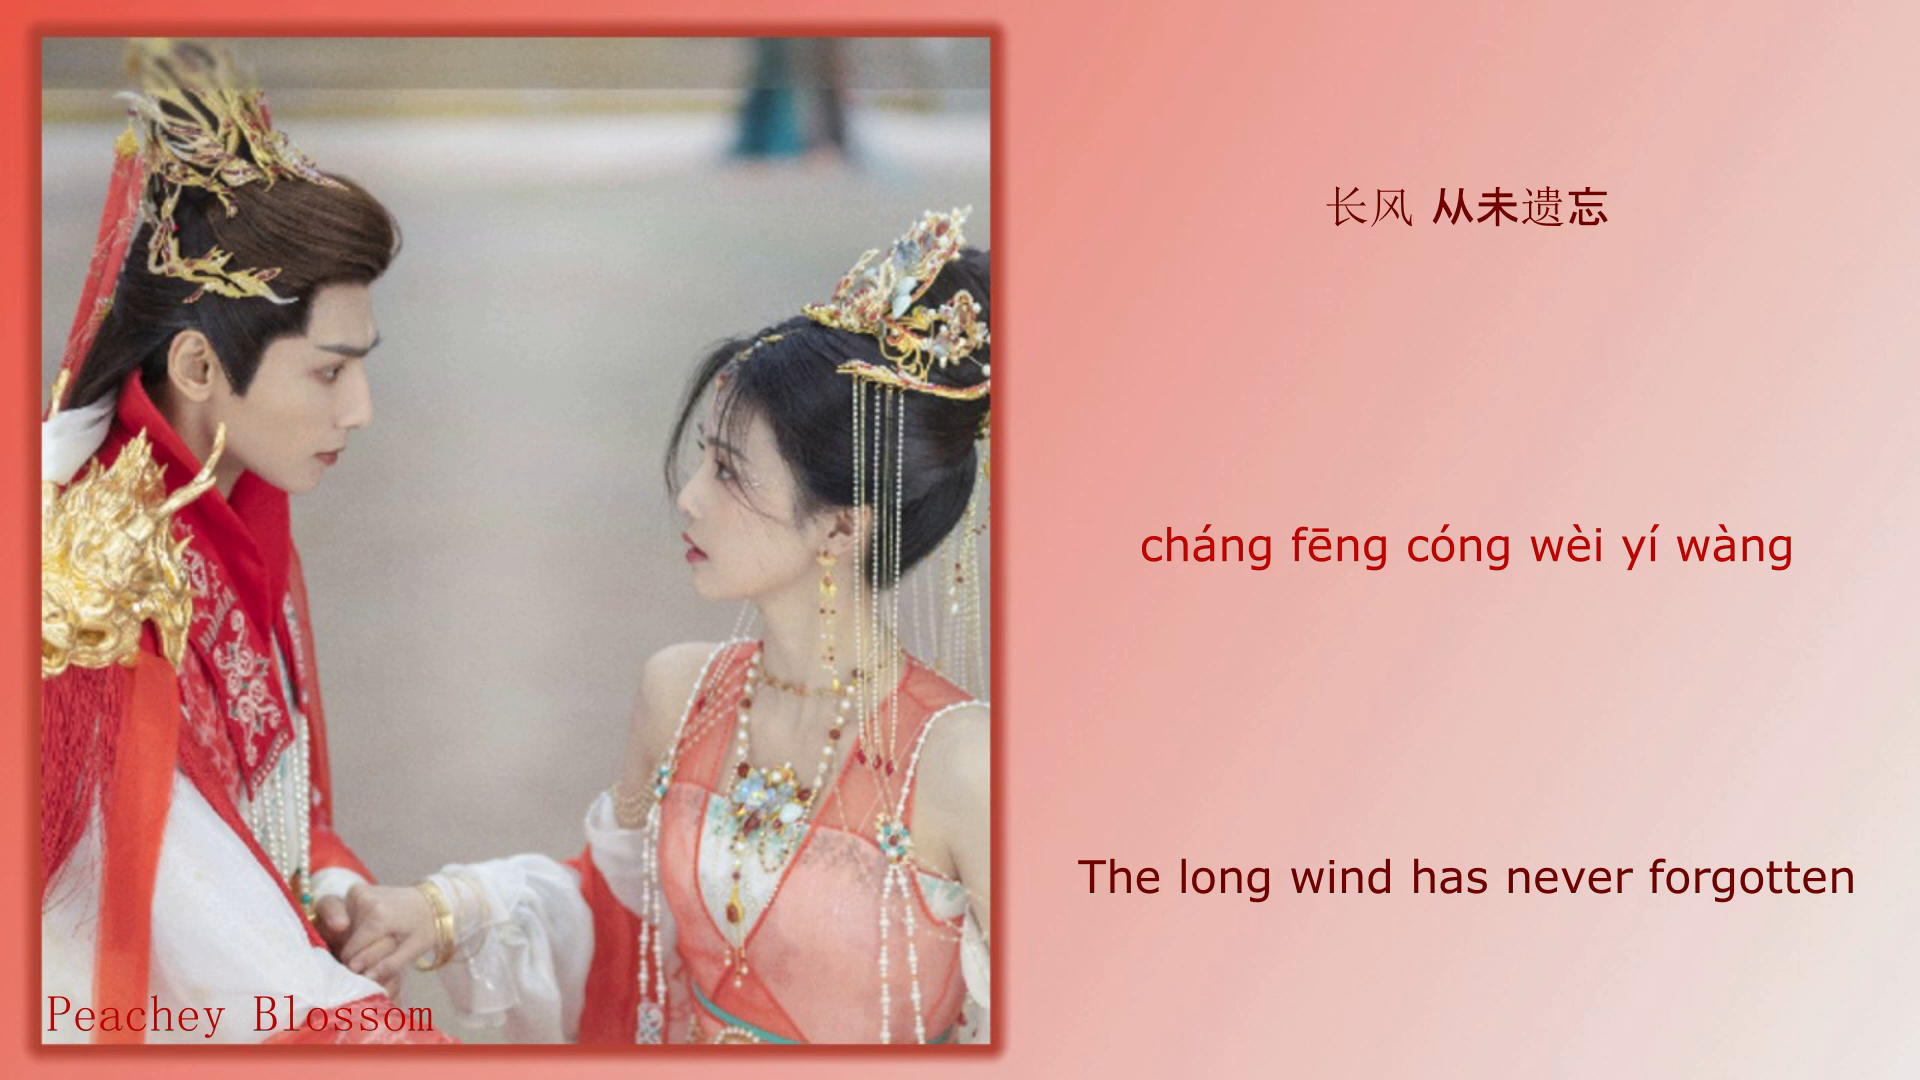 长风 从未遗忘
cháng fēng cóng wèi yí wàng
The long wind has never forgotten
Peachey Blossom